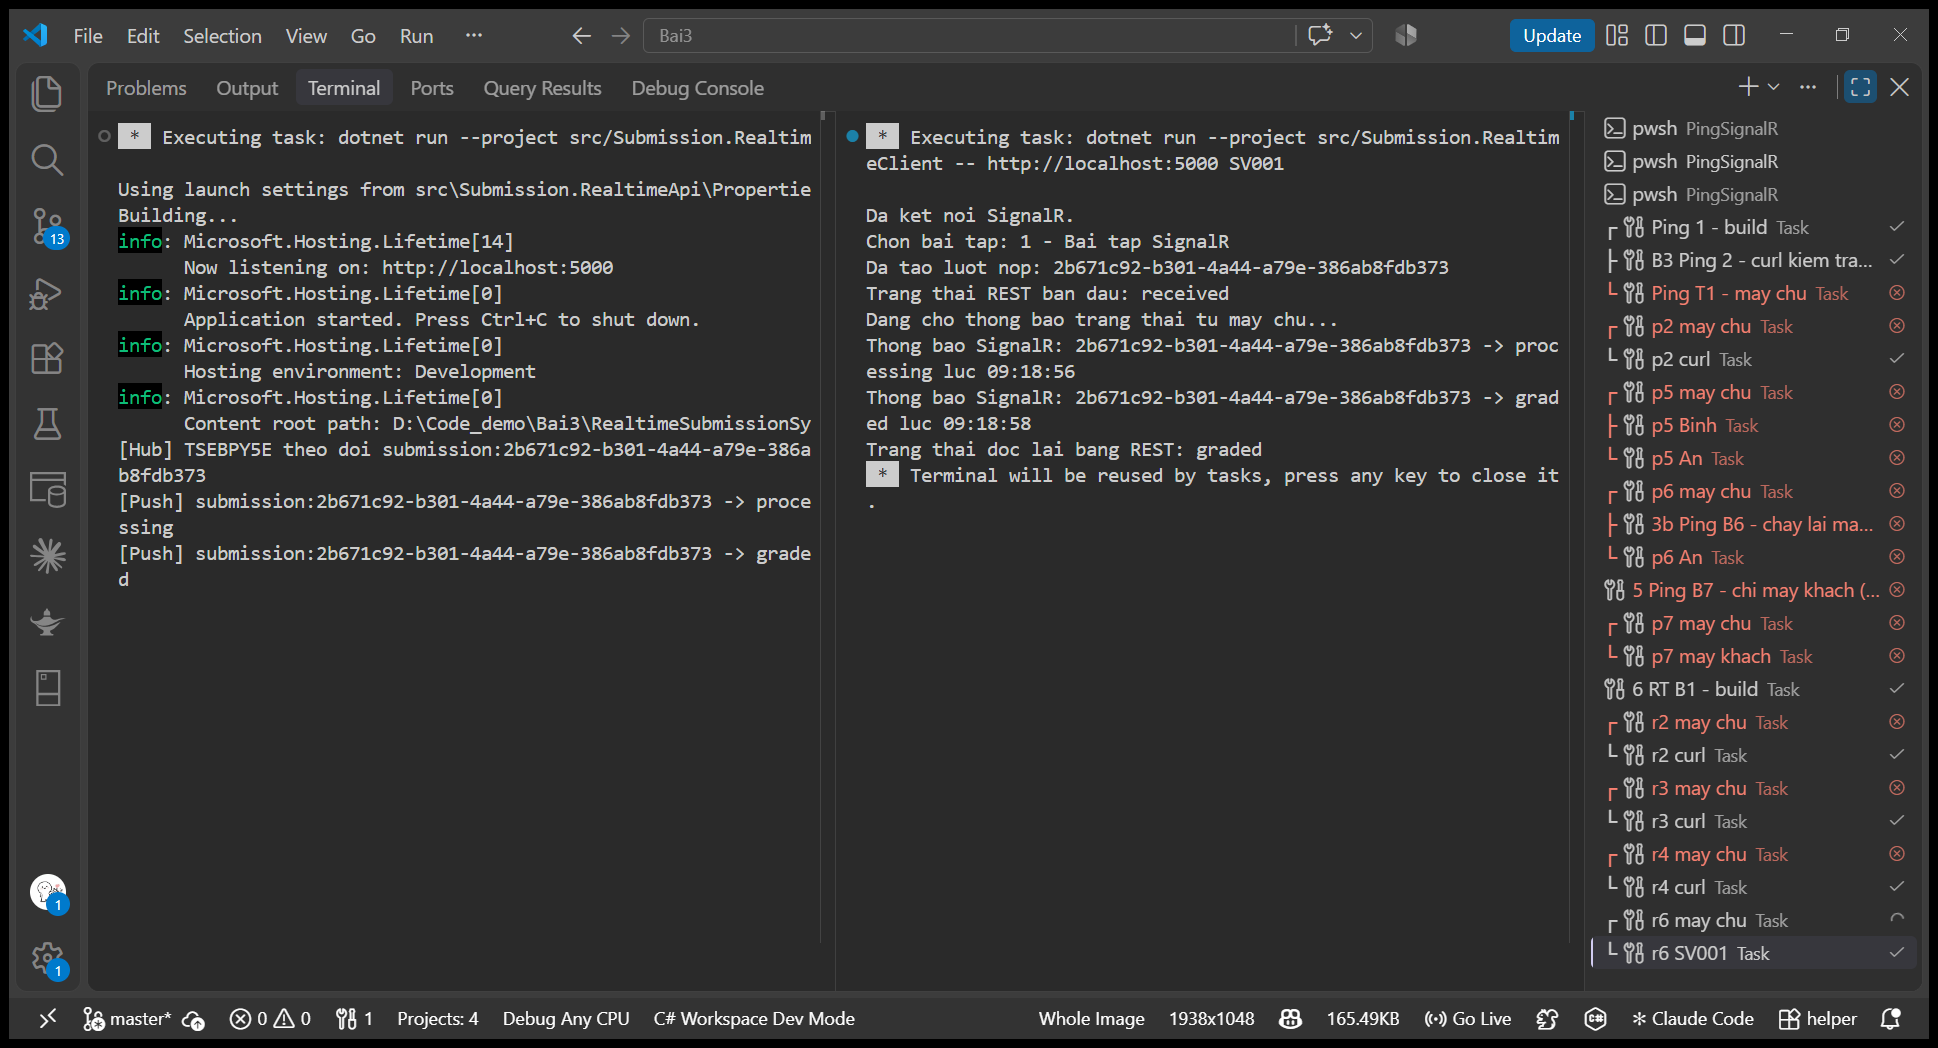 File Edit Selection View Go Run ···
Bai3
Update
Problems Output Terminal Ports Query Results Debug Console
* Executing task: dotnet run --project src/Submission.Realtim
Using launch settings from src\Submission.RealtimeApi\Propertie
Building...
info: Microsoft.Hosting.Lifetime[14]
Now listening on: http://localhost:5000
info: Microsoft.Hosting.Lifetime[0]
Application started. Press Ctrl+C to shut down.
info: Microsoft.Hosting.Lifetime[0]
Hosting environment: Development
info: Microsoft.Hosting.Lifetime[0]
Content root path: D:\Code_demo\Bai3\RealtimeSubmissionSy
[Hub] TSEBPY5E theo doi submission:2b671c92-b301-4a44-a79e-386a
b8fdb373
[Push] submission:2b671c92-b301-4a44-a79e-386ab8fdb373 -> proce
ssing
[Push] submission:2b671c92-b301-4a44-a79e-386ab8fdb373 -> grade
d
* Executing task: dotnet run --project src/Submission.Realtim
eClient -- http://localhost:5000 SV001
Da ket noi SignalR.
Chon bai tap: 1 - Bai tap SignalR
Da tao luot nop: 2b671c92-b301-4a44-a79e-386ab8fdb373
Trang thai REST ban dau: received
Dang cho thong bao trang thai tu may chu...
Thong bao SignalR: 2b671c92-b301-4a44-a79e-386ab8fdb373 -> proc
essing luc 09:18:56
Thong bao SignalR: 2b671c92-b301-4a44-a79e-386ab8fdb373 -> grad
ed luc 09:18:58
Trang thai doc lai bang REST: graded
* Terminal will be reused by tasks, press any key to close it
.
pwsh PingSignalR
pwsh PingSignalR
pwsh PingSignalR
Ping 1 - build Task
B3 Ping 2 - curl kiem tra...
Ping T1 - may chu Task
p2 may chu Task
p2 curl Task
p5 may chu Task
p5 Binh Task
p5 An Task
p6 may chu Task
3b Ping B6 - chay lai ma...
p6 An Task
5 Ping B7 - chi may khach (...
p7 may chu Task
p7 may khach Task
6 RT B1 - build Task
r2 may chu Task
r2 curl Task
r3 may chu Task
r3 curl Task
r4 may chu Task
r4 curl Task
r6 may chu Task
r6 SV001 Task
13
1
1
master* 0 0 1 Projects: 4 Debug Any CPU C# Workspace Dev Mode Whole Image 1938x1048 165.49KB Go Live C# Claude Code helper